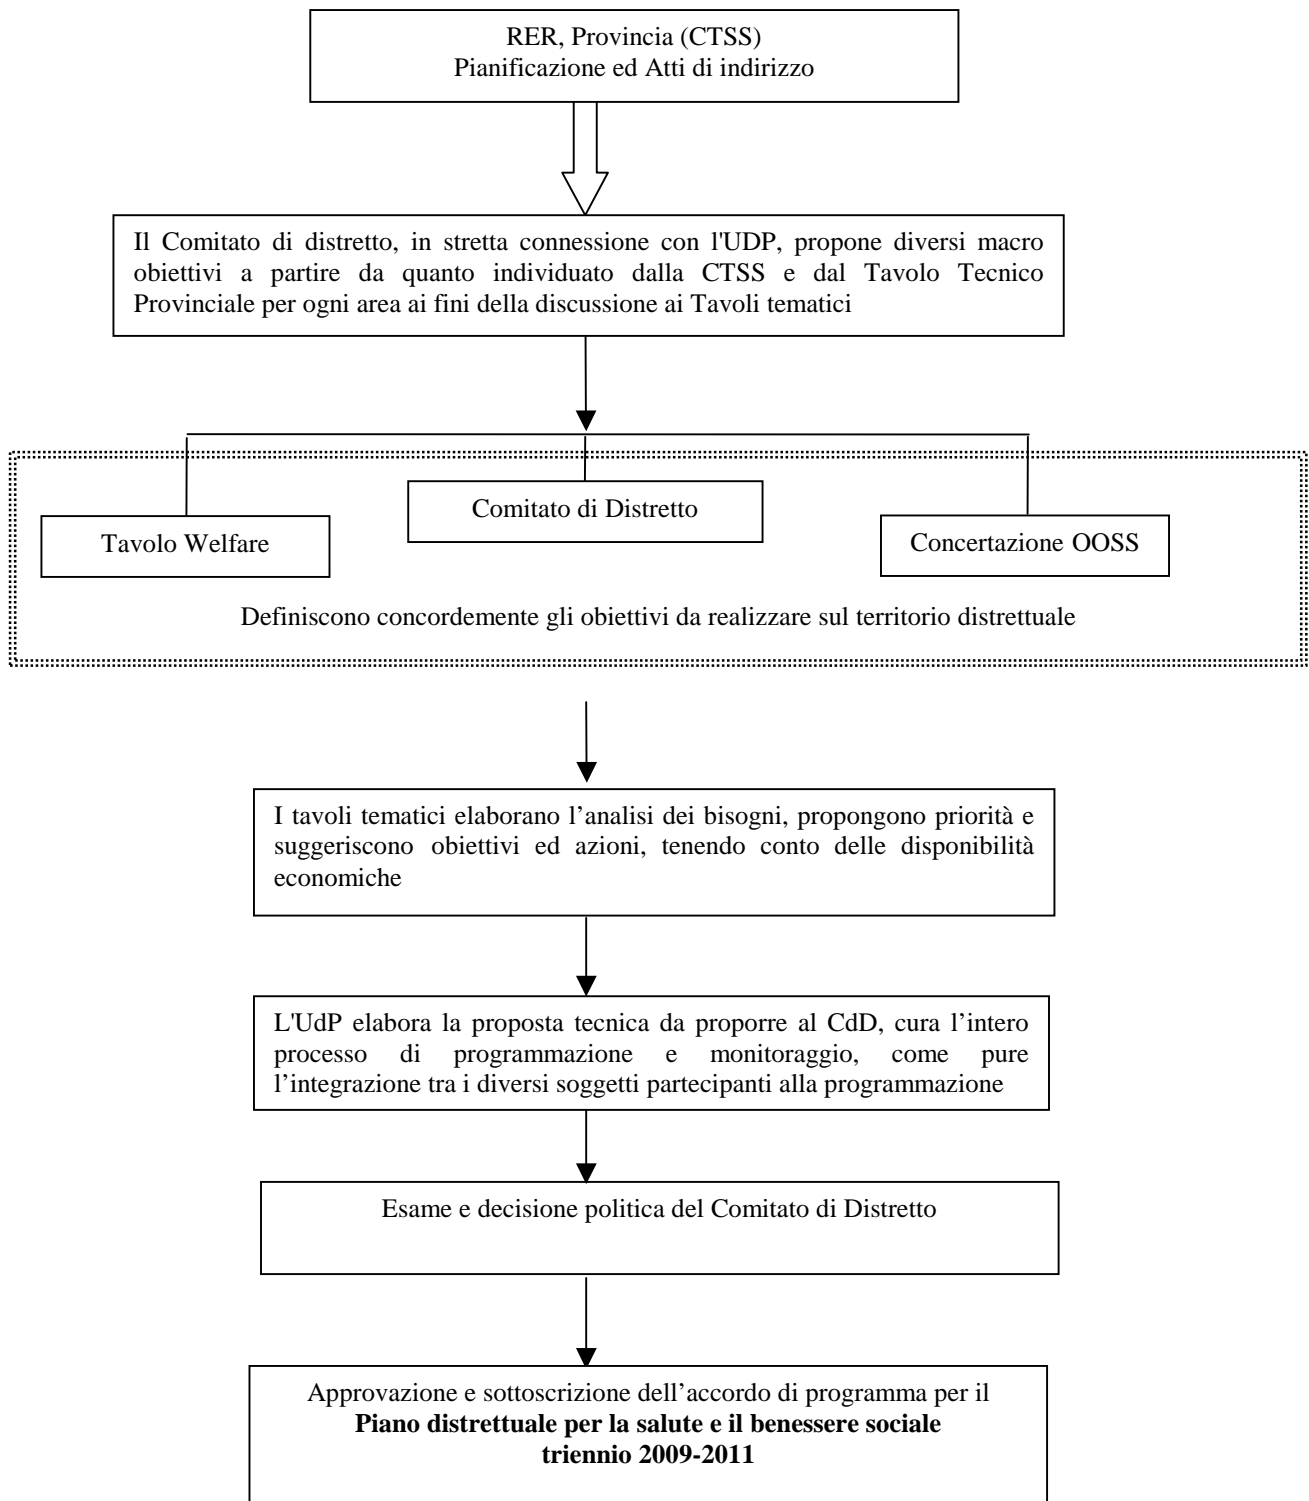 RER, Provincia (CTSS)
Pianificazione ed Atti di indirizzo
Il Comitato di distretto, in stretta connessione con l'UDP, propone diversi macro
obiettivi a partire da quanto individuato dalla CTSS e dal Tavolo Tecnico
Provinciale per ogni area ai fini della discussione ai Tavoli tematici
Tavolo Welfare
Comitato di Distretto
Concertazione OOSS
Definiscono concordemente gli obiettivi da realizzare sul territorio distrettuale
I tavoli tematici elaborano l’analisi dei bisogni, propongono priorità e
suggeriscono obiettivi ed azioni, tenendo conto delle disponibilità
economiche
L'UdP elabora la proposta tecnica da proporre al CdD, cura l’intero
processo di programmazione e monitoraggio, come pure
l’integrazione tra i diversi soggetti partecipanti alla programmazione
Esame e decisione politica del Comitato di Distretto
Approvazione e sottoscrizione dell’accordo di programma per il
Piano distrettuale per la salute e il benessere sociale
triennio 2009-2011